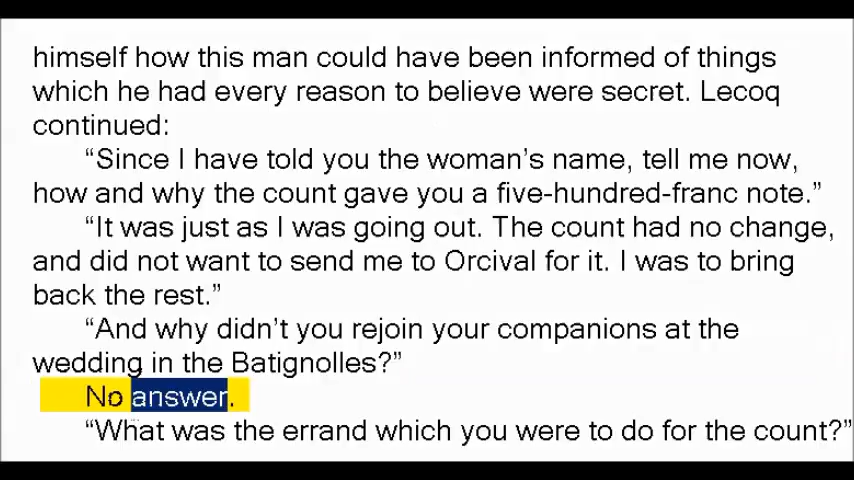 himself how this man could have been informed of things
which he had every reason to believe were secret. Lecoq
continued:
“Since I have told you the woman’s name, tell me now,
how and why the count gave you a five-hundred-franc note.”
“It was just as I was going out. The count had no change,
and did not want to send me to Orcival for it. I was to bring
back the rest.”
“And why didn’t you rejoin your companions at the
wedding in the Batignolles?”
No answer.
“What was the errand which you were to do for the count?”